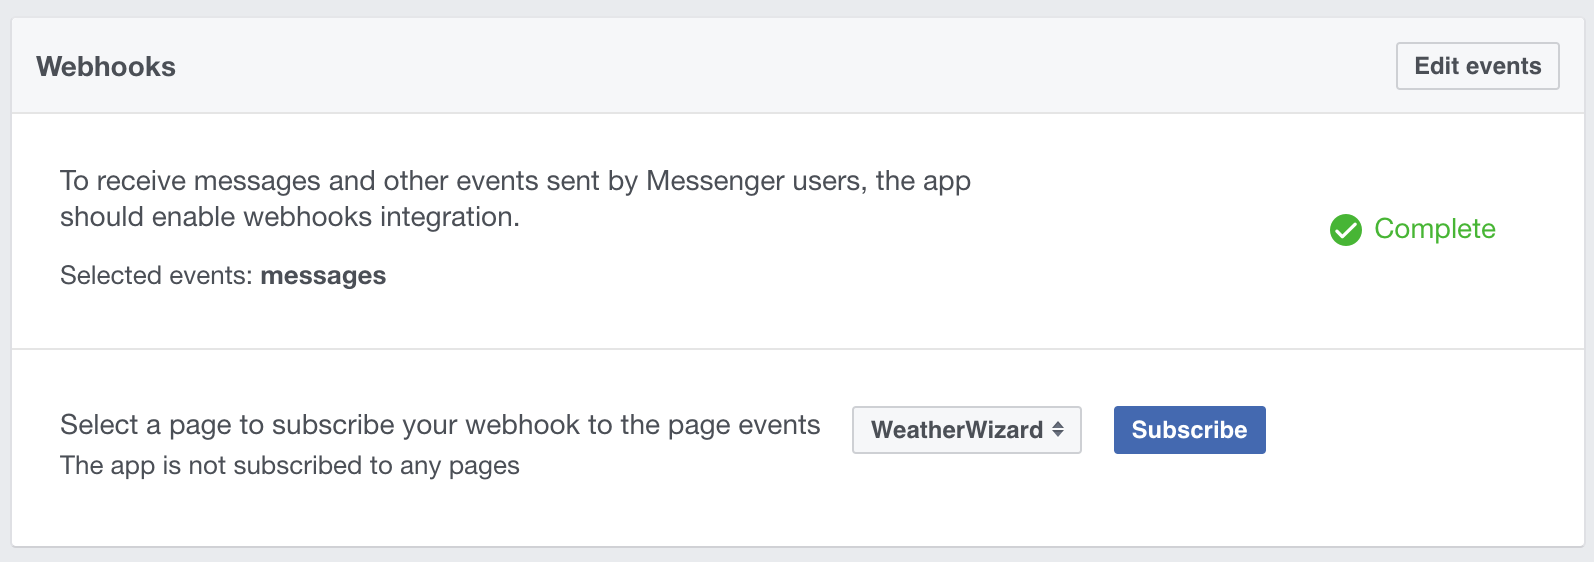 Webhooks
Edit events
To receive messages and other events sent by Messenger users, the app
should enable webhooks integration.
Complete
Selected events: messages
Select a page to subscribe your webhook to the page events
WeatherWizard
Subscribe
The app is not subscribed to any pages